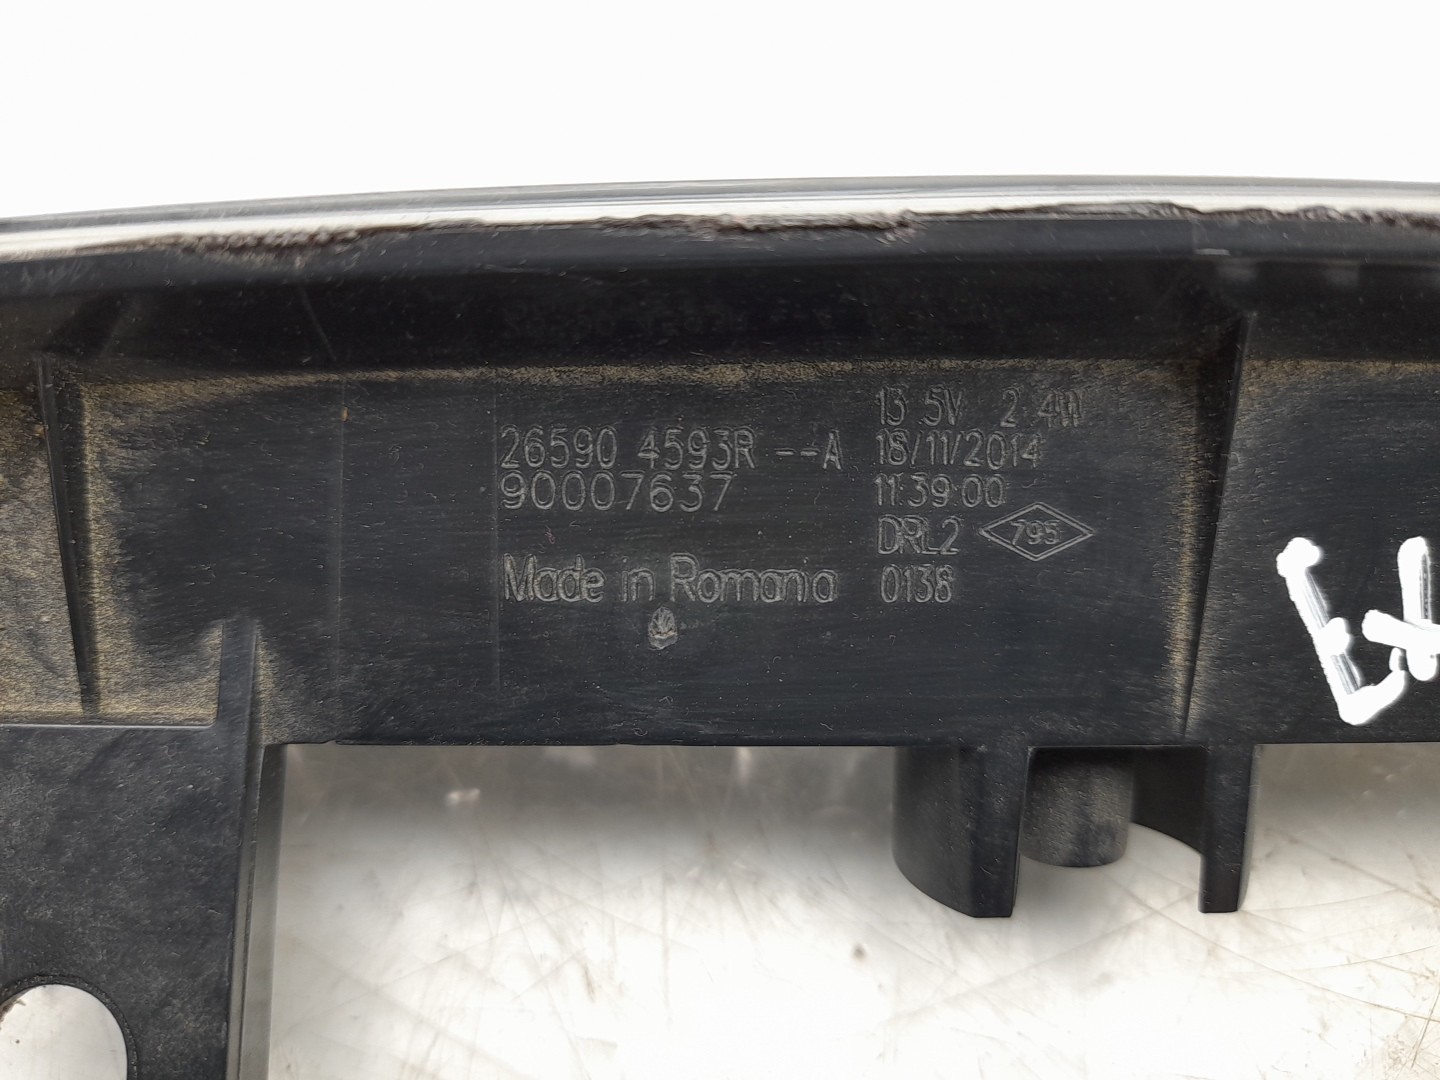 26590 4593R --A
90007637
Made in Romania
13.5V 2.4W
18/11/2014
11:39:00
DRL2 795
0138